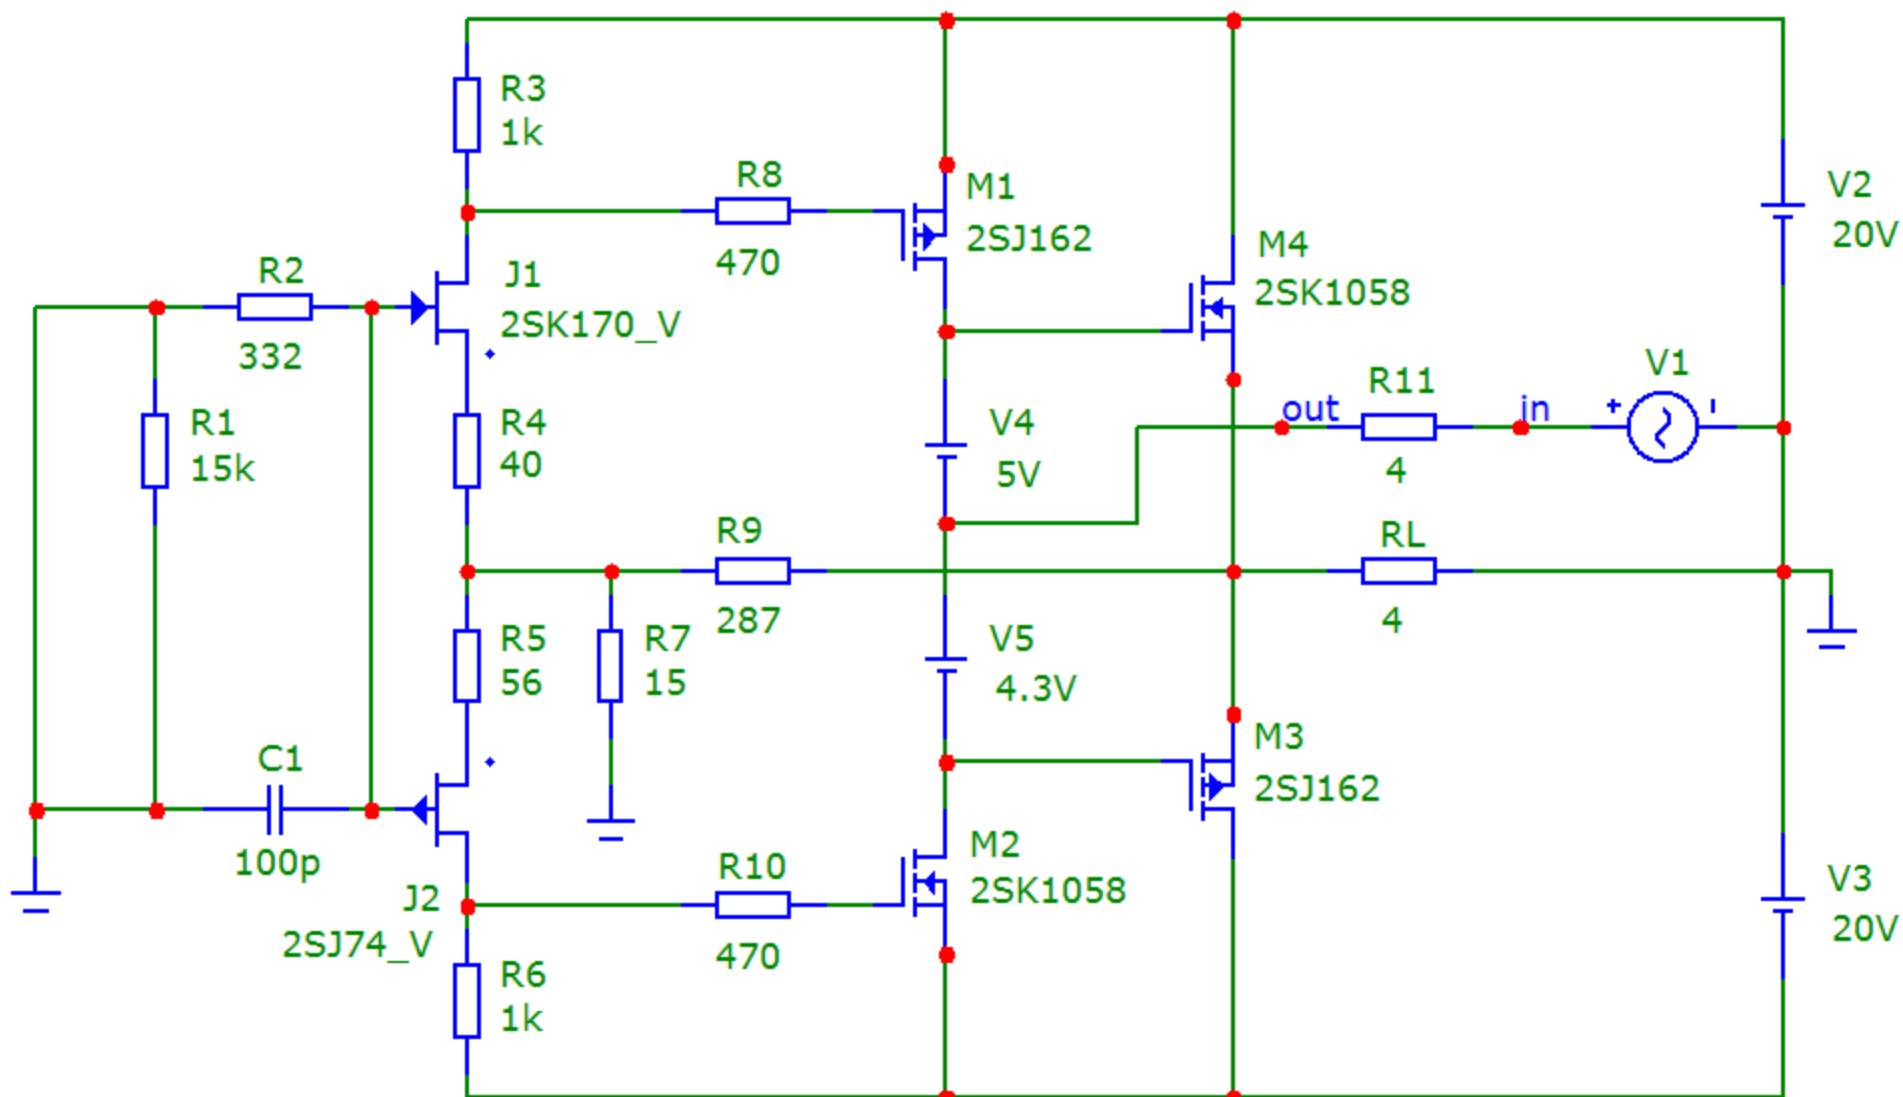 R3
1k
R8
470
M1
2SJ162
V2
20V
M4
2SK1058
R2
332
J1
2SK170_V
R1
15k
R4
40
V4
5V
out
R11
4
in
+
V1
R9
287
RL
4
R5
56
R7
15
V5
4.3V
M3
2SJ162
C1
100p
J2
2SJ74_V
R10
470
M2
2SK1058
V3
20V
R6
1k